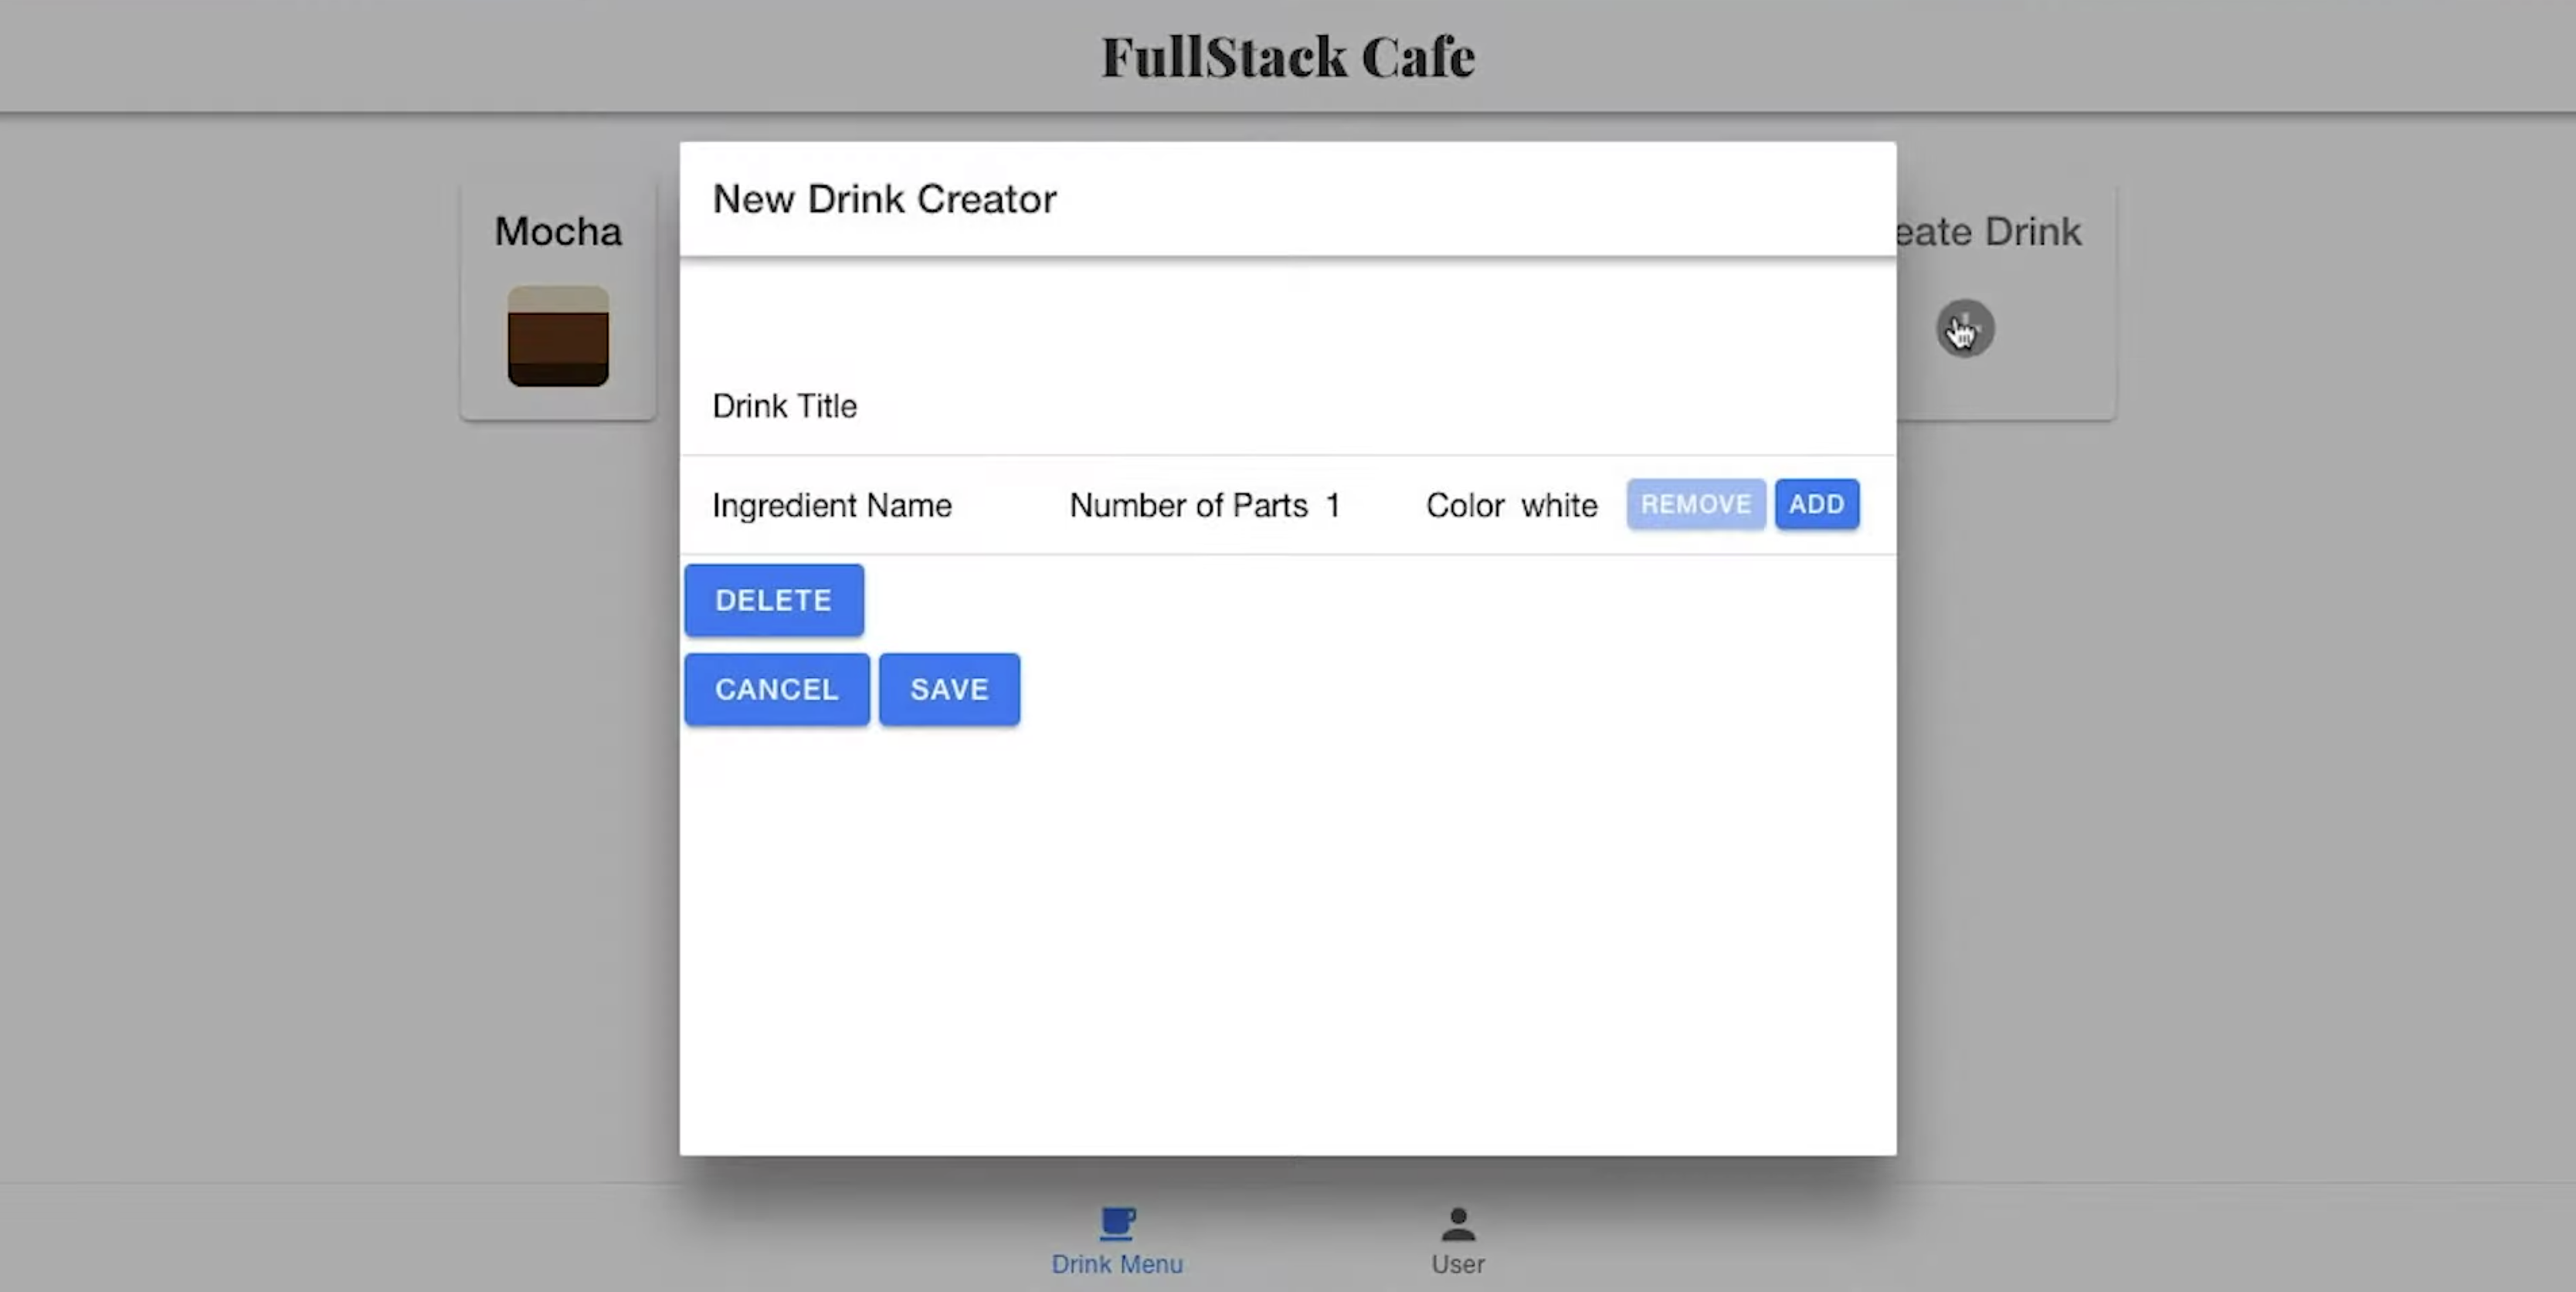 FullStack Cafe
New Drink Creator
Mocha
eate Drink
Drink Title
Ingredient Name Number of Parts 1 Color white REMOVE ADD
DELETE
CANCEL SAVE
Drink Menu User